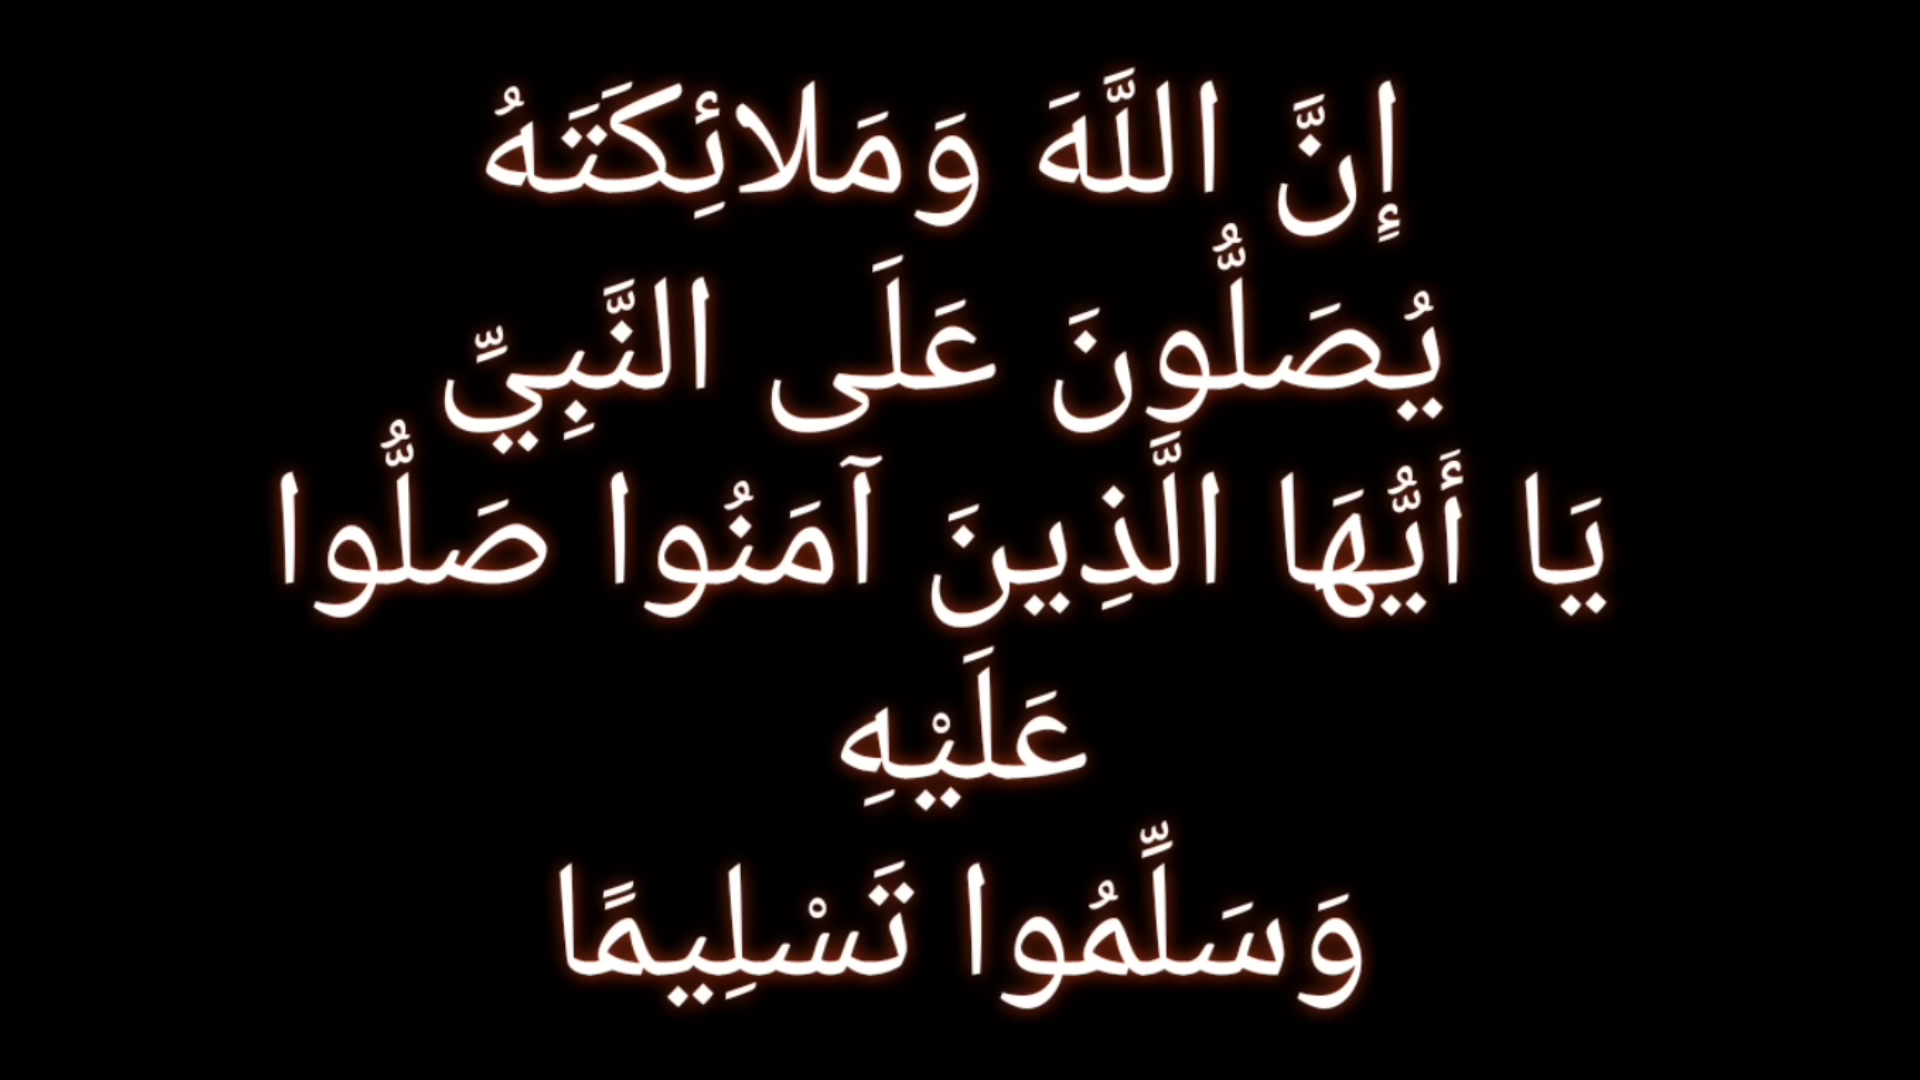 إِنَّ اللَّهَ وَمَلائِكَتَهُ
يُصَلُّونَ عَلَى النَّبِيِّ
يَا أَيُّهَا الَّذِينَ آمَنُوا صَلُّوا
عَلَيْهِ
وَسَلِّمُوا تَسْلِيمًا